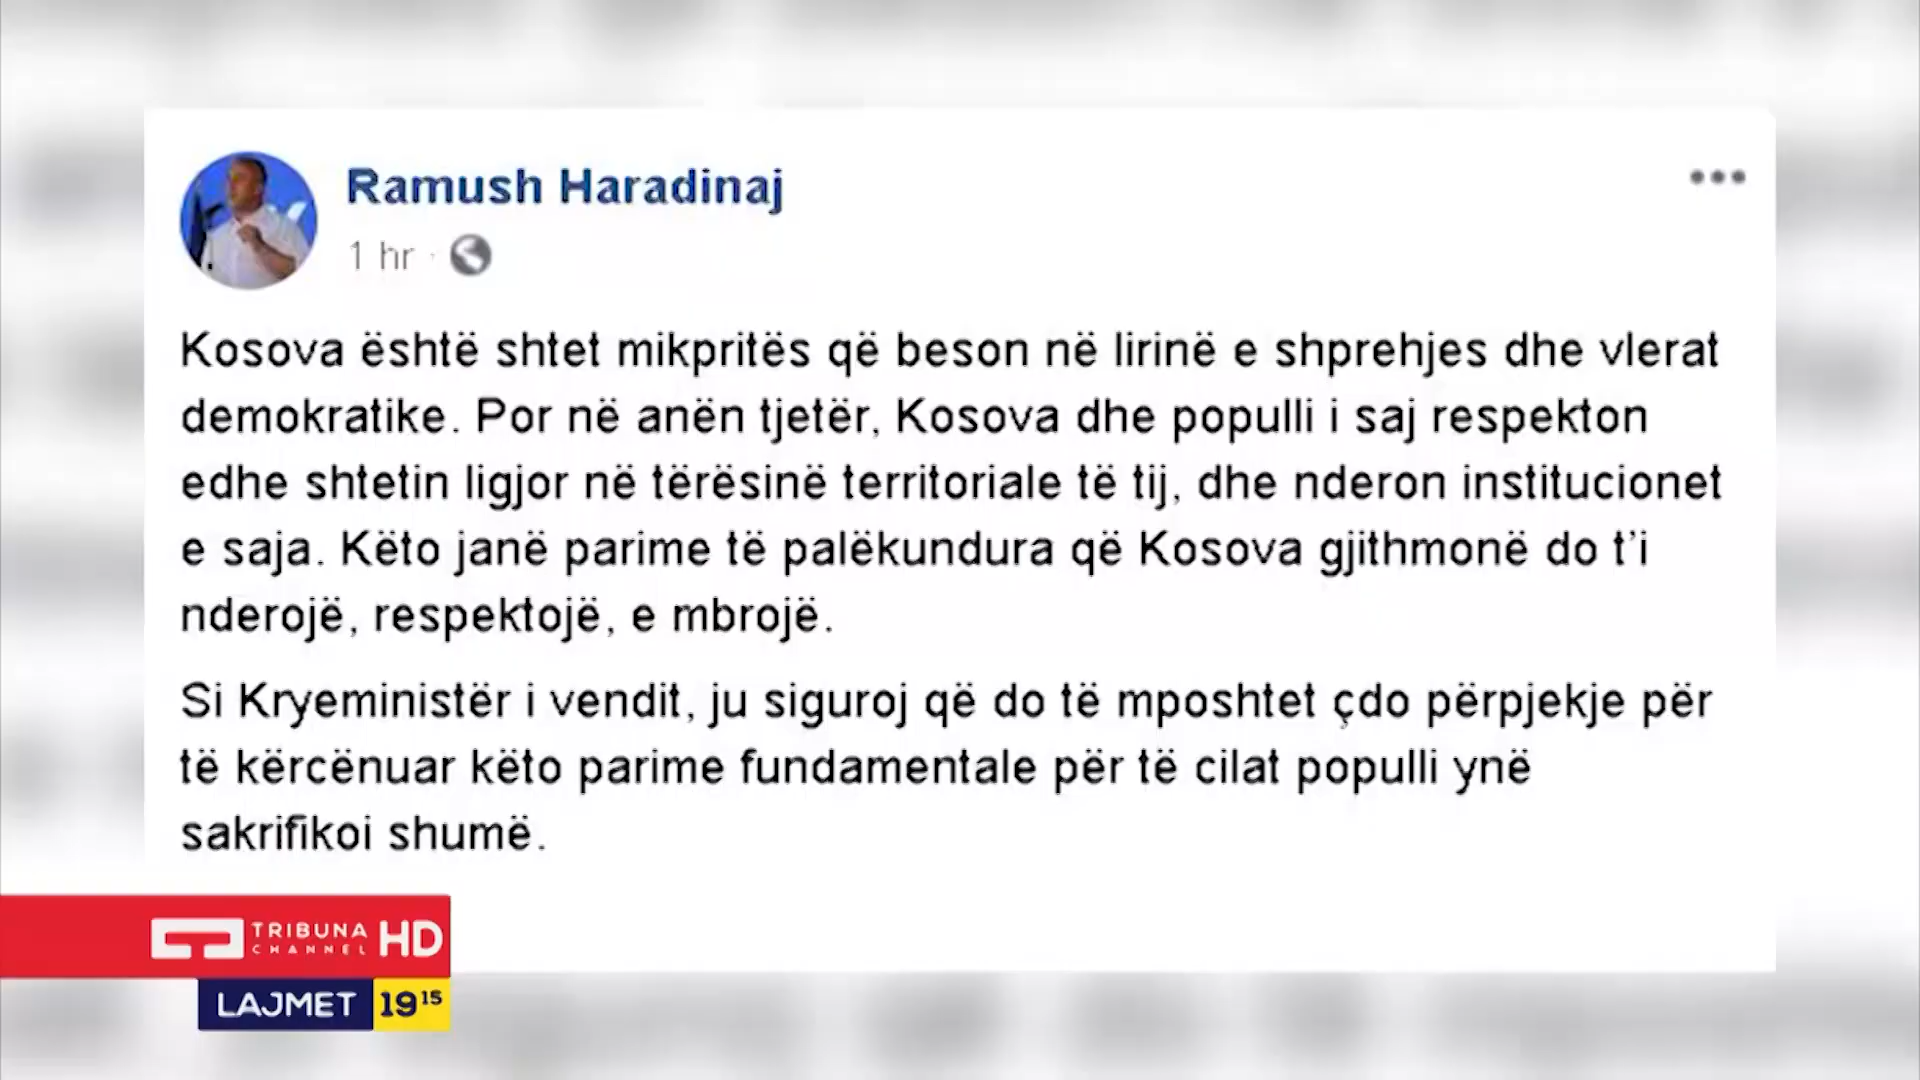 Ramush Haradinaj
1 hr ·
Kosova është shtet mikpritës që beson në lirinë e shprehjes dhe vlerat
demokratike. Por në anën tjetër, Kosova dhe populli i saj respekton
edhe shtetin ligjor në tërësinë territoriale të tij, dhe nderon institucionet
e saja. Këto janë parime të palëkundura që Kosova gjithmonë do t'i
nderojë, respektojë, e mbrojë.
Si Kryeministër i vendit, ju siguroj që do të mposhtet çdo përpjekje për
të kërcënuar këto parime fundamentale për të cilat populli ynë
sakrifikoi shumë.
TRIBUNA
CHANNEL
HD
LAJMET 19 15